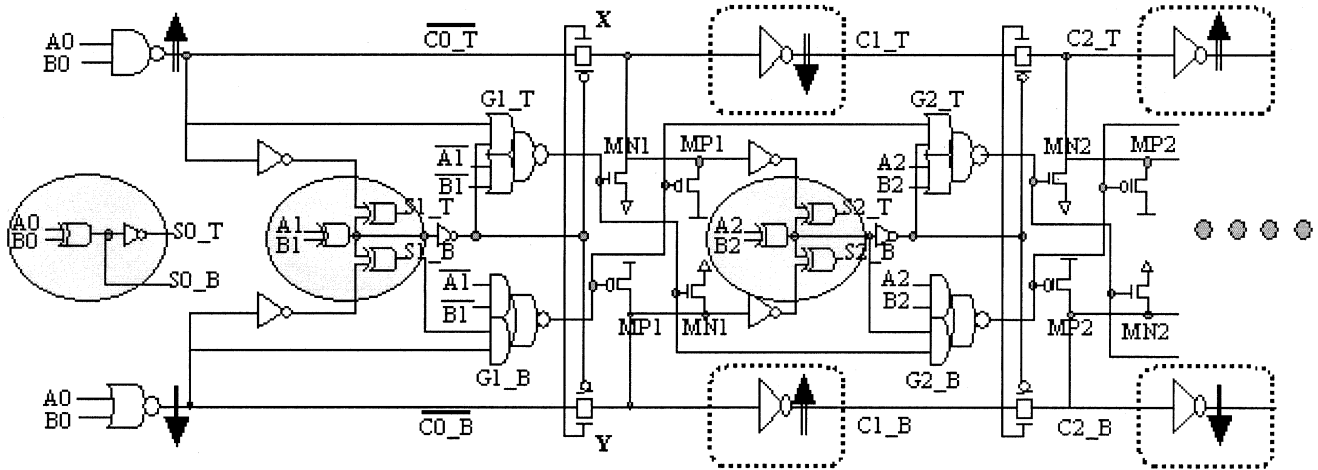 X
A0
B0
C0_T
C1_T
C2_T
G1_T
G2_T
A1
B1
MN1
MP1
A2
B2
MN2
MP2
A0
B0
S0_T
S0_B
A1
B1
S1_T
S1_B
A2
B2
S2_T
S2_B
A1
B1
MP1
MN1
A2
B2
MP2
MN2
G1_B
G2_B
A0
B0
C0_B
Y
C1_B
C2_B